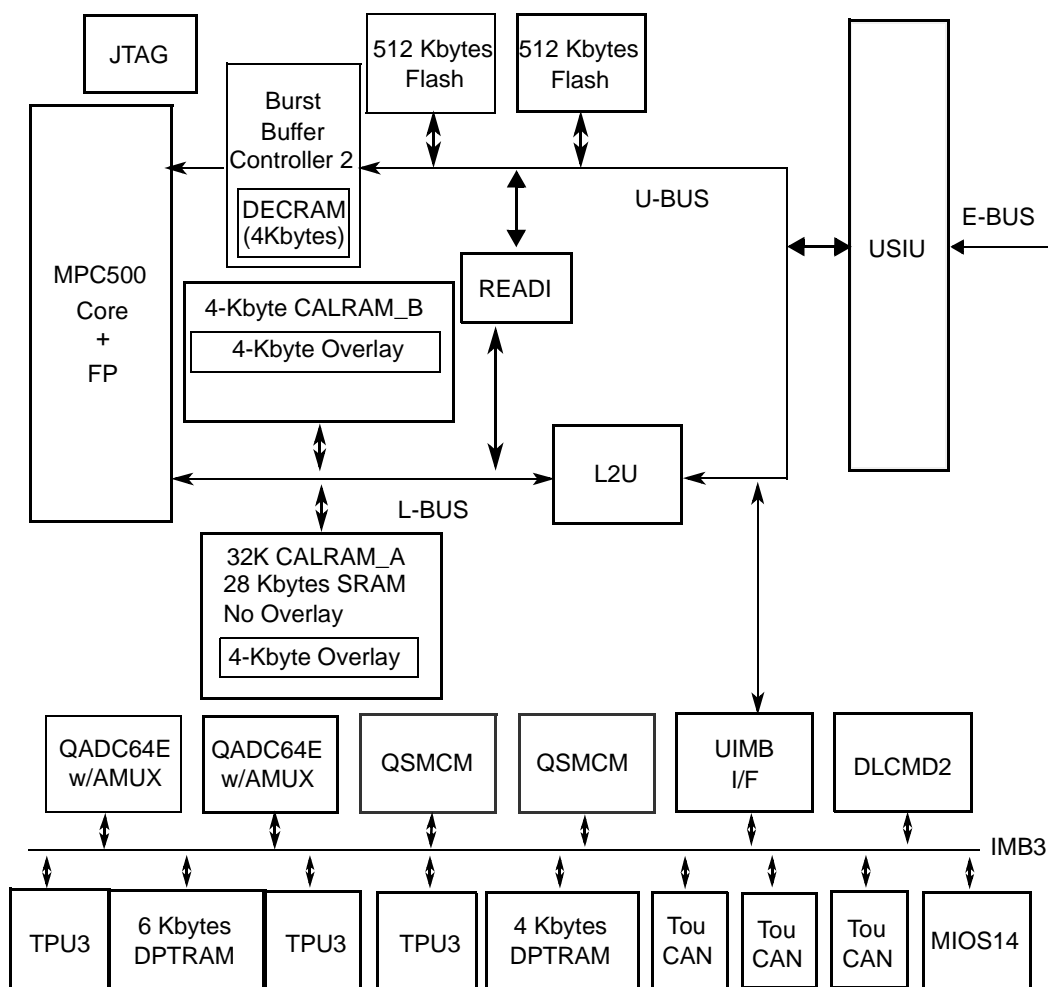 JTAG
512 Kbytes
Flash
512 Kbytes
Flash
Burst
Buffer
Controller 2
DECRAM
(4Kbytes)
U-BUS
E-BUS
USIU
MPC500
Core
+
FP
READI
4-Kbyte CALRAM_B
4-Kbyte Overlay
L2U
L-BUS
32K CALRAM_A
28 Kbytes SRAM
No Overlay
4-Kbyte Overlay
QADC64E
w/AMUX
QADC64E
w/AMUX
QSMCM
QSMCM
UIMB
I/F
DLCMD2
IMB3
TPU3
6 Kbytes
DPTRAM
TPU3
TPU3
4 Kbytes
DPTRAM
Tou
CAN
Tou
CAN
Tou
CAN
MIOS14